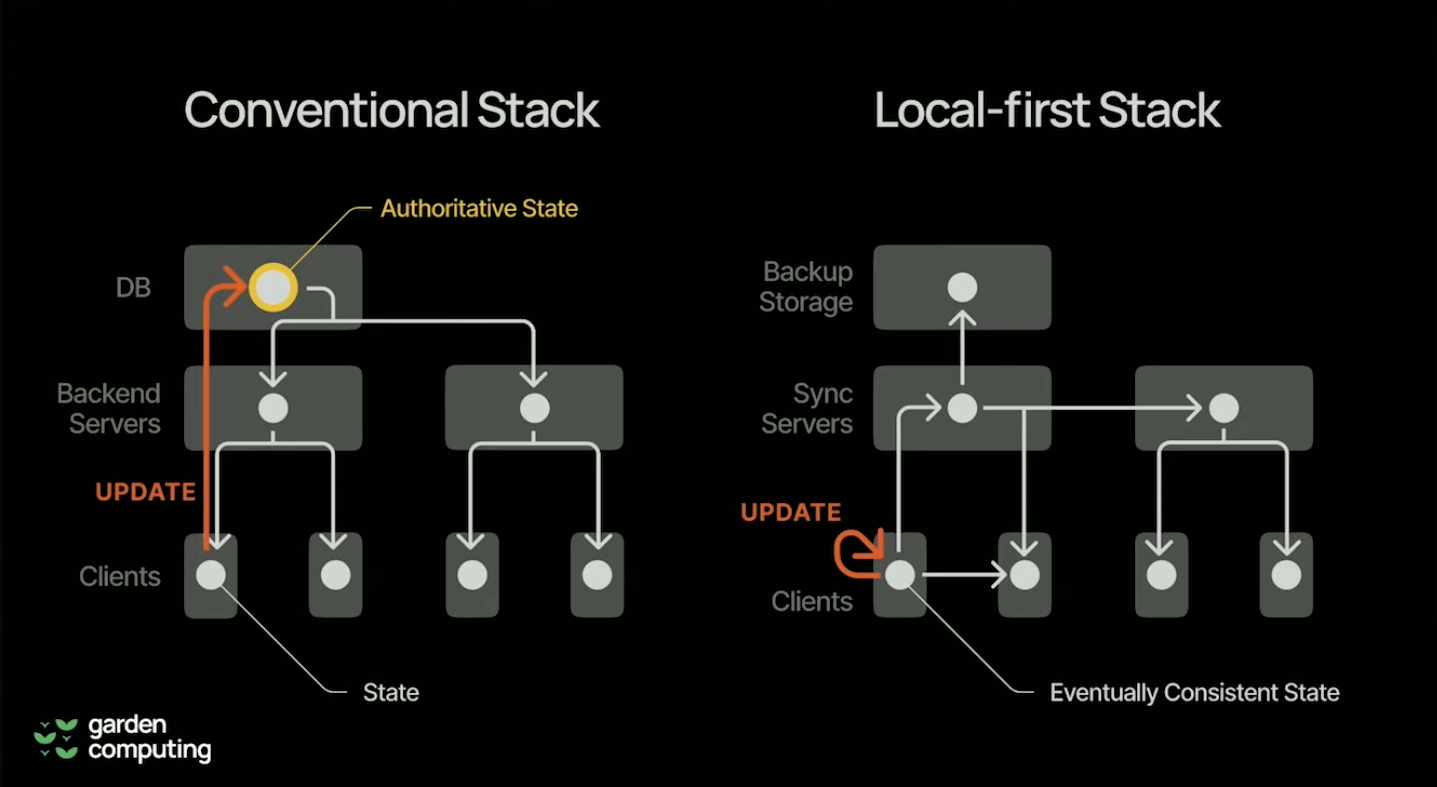 Conventional Stack
Authoritative State
DB
Backend
Servers
UPDATE
Clients
State
Local-first Stack
Backup
Storage
Sync
Servers
UPDATE
Clients
Eventually Consistent State
garden
computing